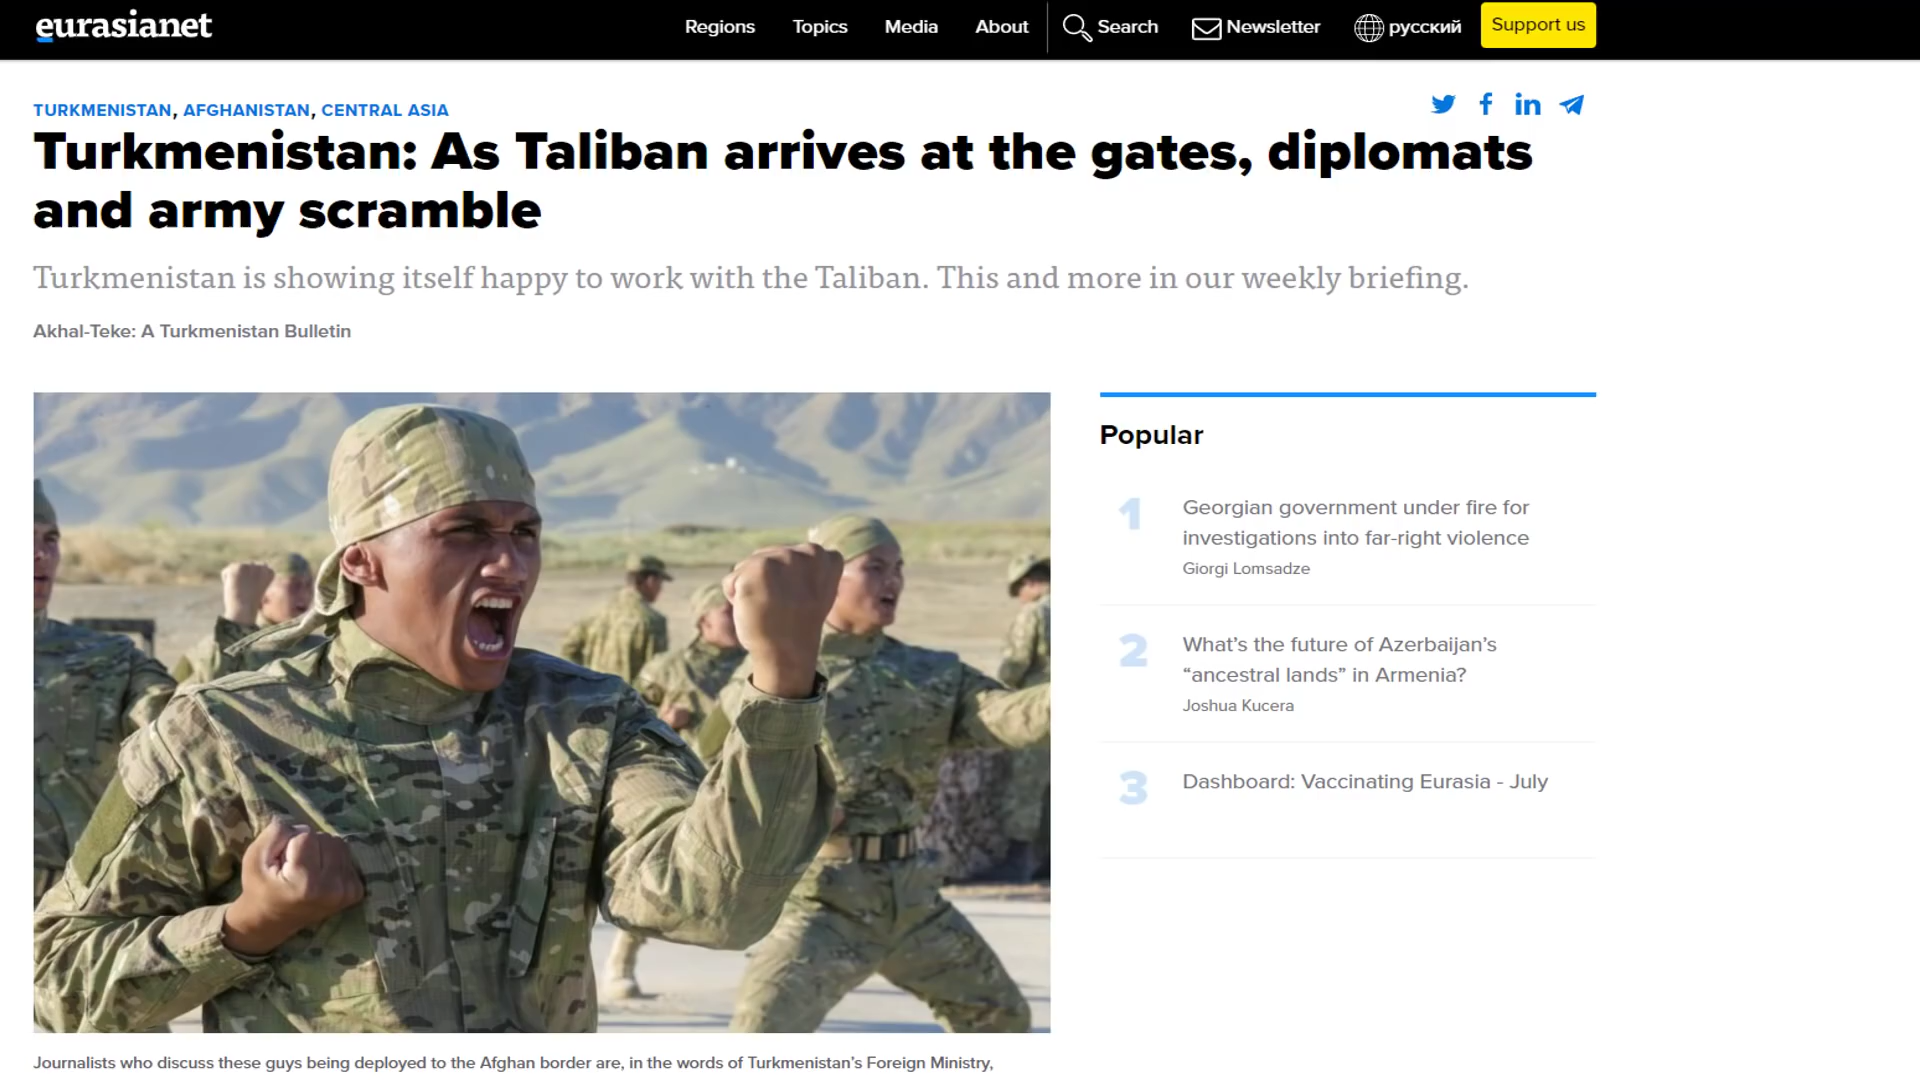 eurasianet
Regions Topics Media About Search Newsletter русский Support us
TURKMENISTAN, AFGHANISTAN, CENTRAL ASIA
Turkmenistan: As Taliban arrives at the gates, diplomats
and army scramble
Turkmenistan is showing itself happy to work with the Taliban. This and more in our weekly briefing.
Akhal-Teke: A Turkmenistan Bulletin
Popular
1
Georgian government under fire for
investigations into far-right violence
Giorgi Lomsadze
2
What’s the future of Azerbaijan’s
“ancestral lands” in Armenia?
Joshua Kucera
3
Dashboard: Vaccinating Eurasia - July
Journalists who discuss these guys being deployed to the Afghan border are, in the words of Turkmenistan’s Foreign Ministry,